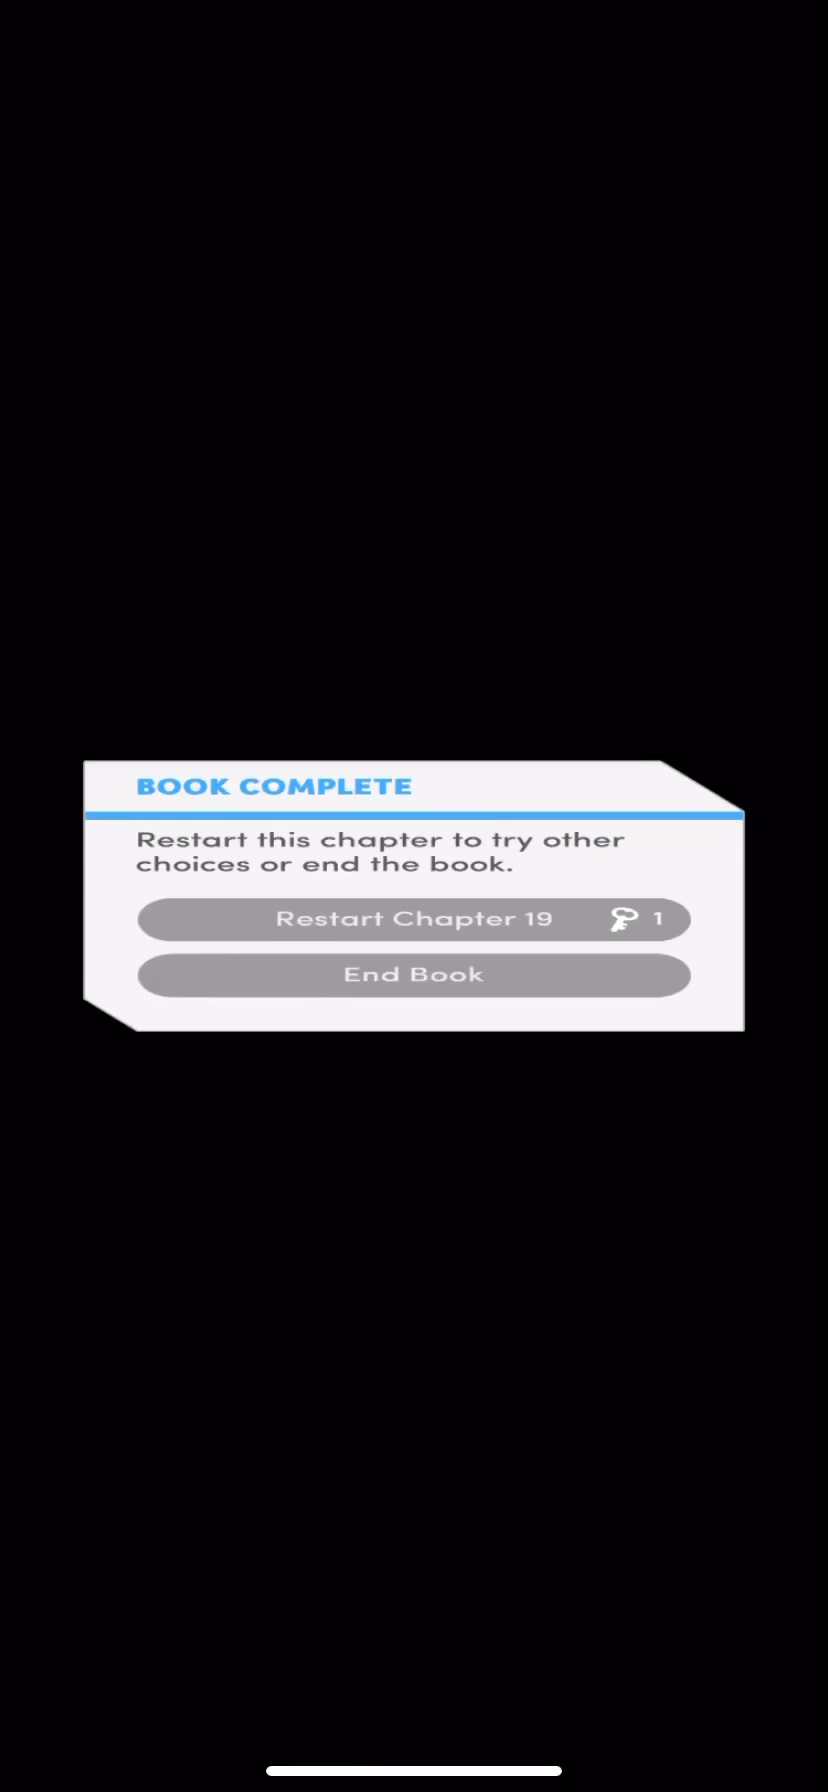 BOOK COMPLETE
Restart this chapter to try other
choices or end the book.
Restart Chapter 19 1
End Book